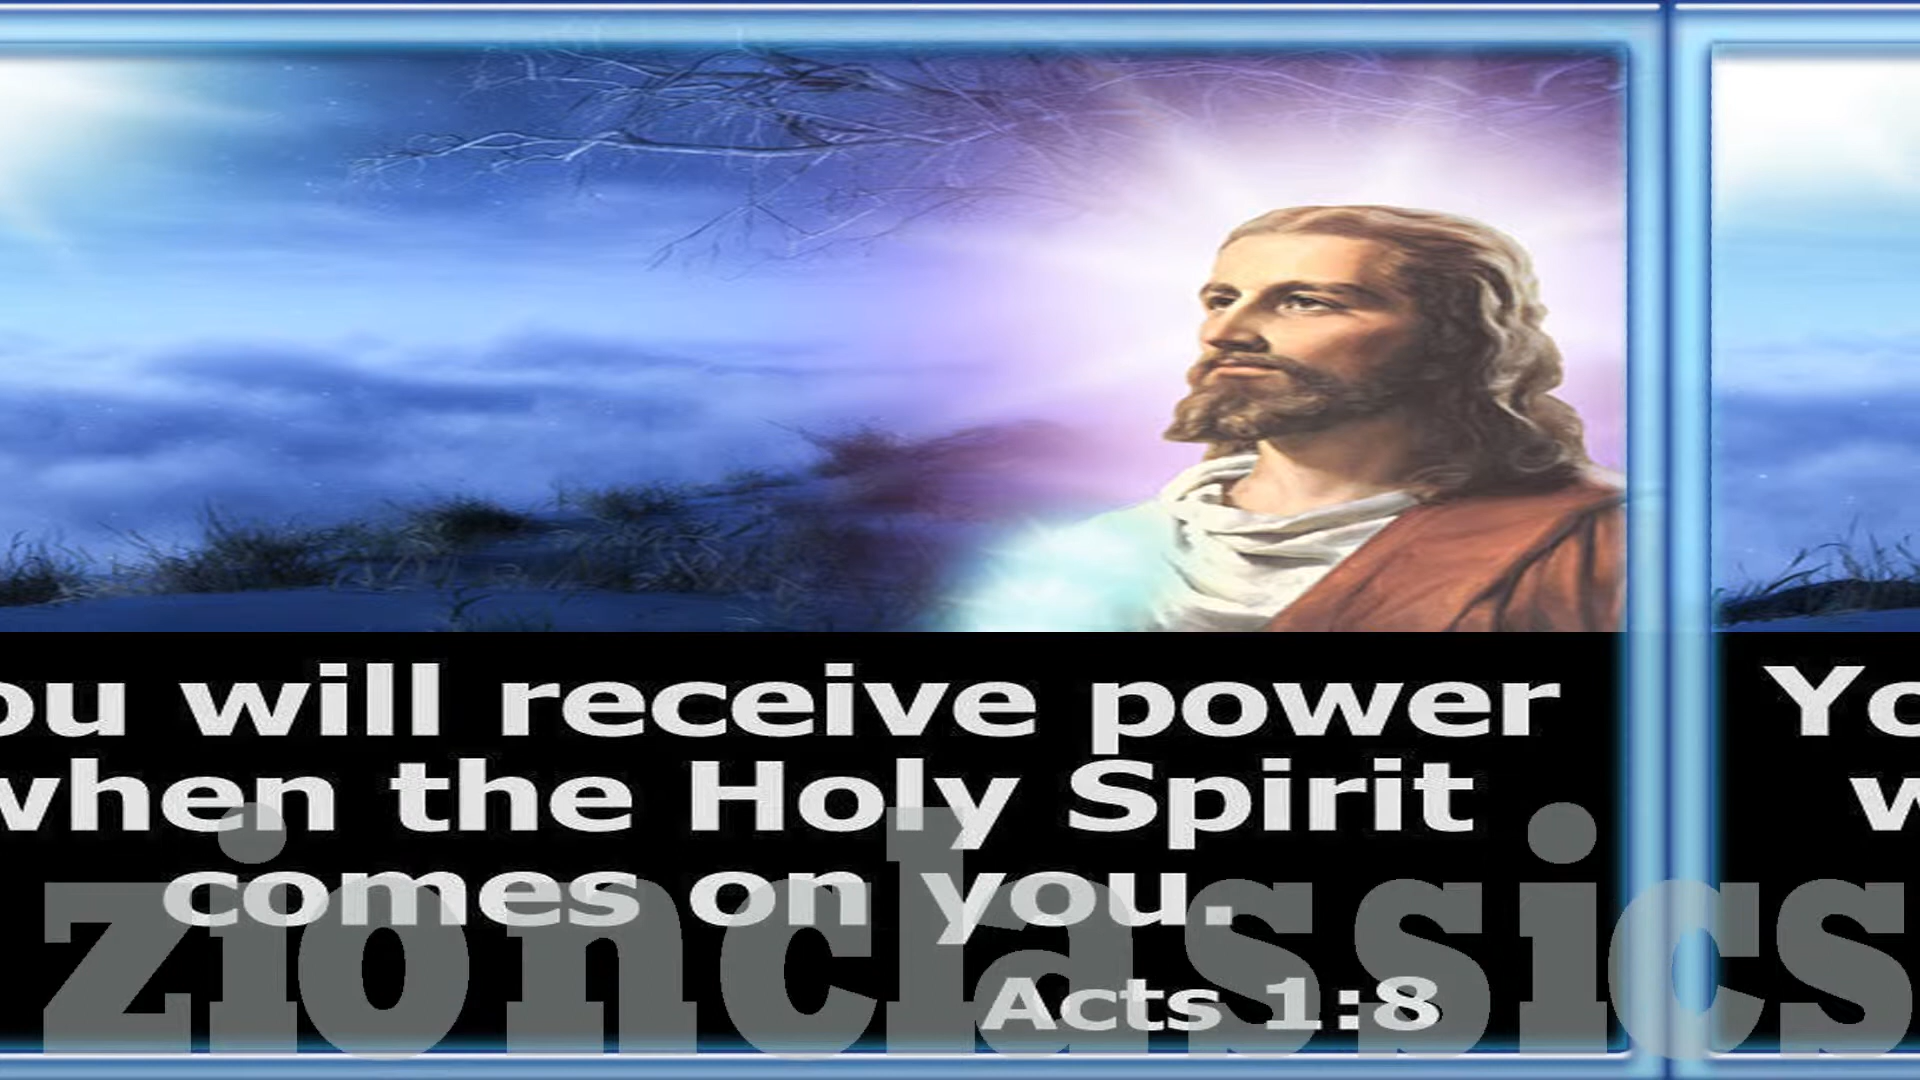 ou will receive power
when the Holy Spirit
comes on you.
Acts 1:8
Yo
w
zionclassics